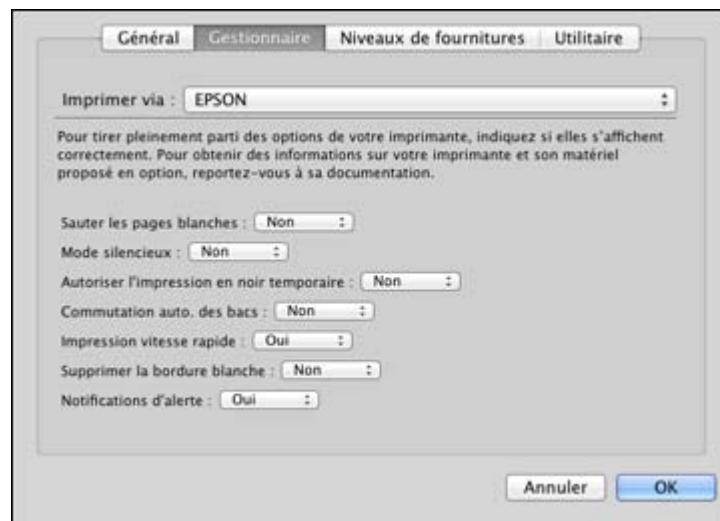 Général Gestionnaire Niveaux de fournitures Utilitaire
Imprimer via : EPSON
Pour tirer pleinement parti des options de votre imprimante, indiquez si elles s'affichent
correctement. Pour obtenir des informations sur votre imprimante et son matériel
proposé en option, reportez-vous à sa documentation.
Sauter les pages blanches : Non
Mode silencieux : Non
Autoriser l'impression en noir temporaire : Non
Commutation auto. des bacs : Non
Impression vitesse rapide : Oui
Supprimer la bordure blanche : Non
Notifications d'alerte : Oui
Annuler OK